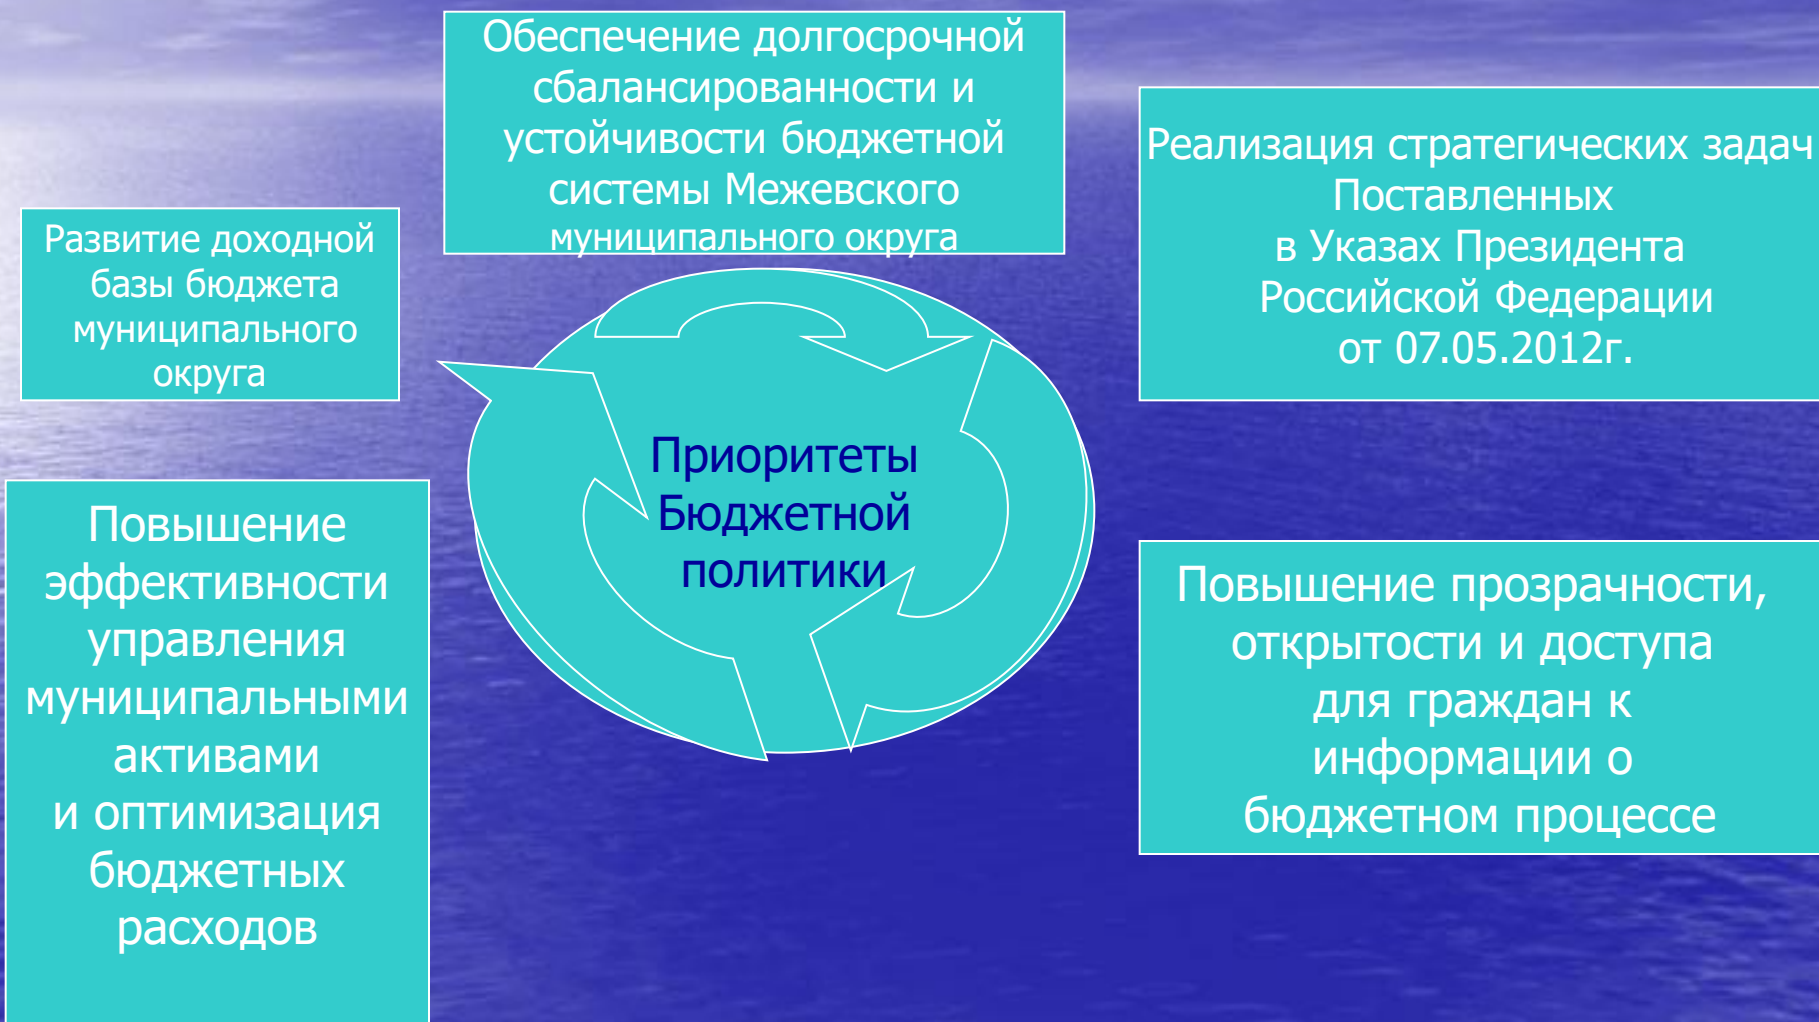 Обеспечение долгосрочной
сбалансированности и
устойчивости бюджетной
системы Межевского
муниципального округа
Реализация стратегических задач
Поставленных
в Указах Президента
Российской Федерации
от 07.05.2012г.
Развитие доходной
базы бюджета
муниципального
округа
Приоритеты
Бюджетной
политики
Повышение
эффективности
управления
муниципальными
активами
и оптимизация
бюджетных
расходов
Повышение прозрачности,
открытости и доступа
для граждан к
информации о
бюджетном процессе